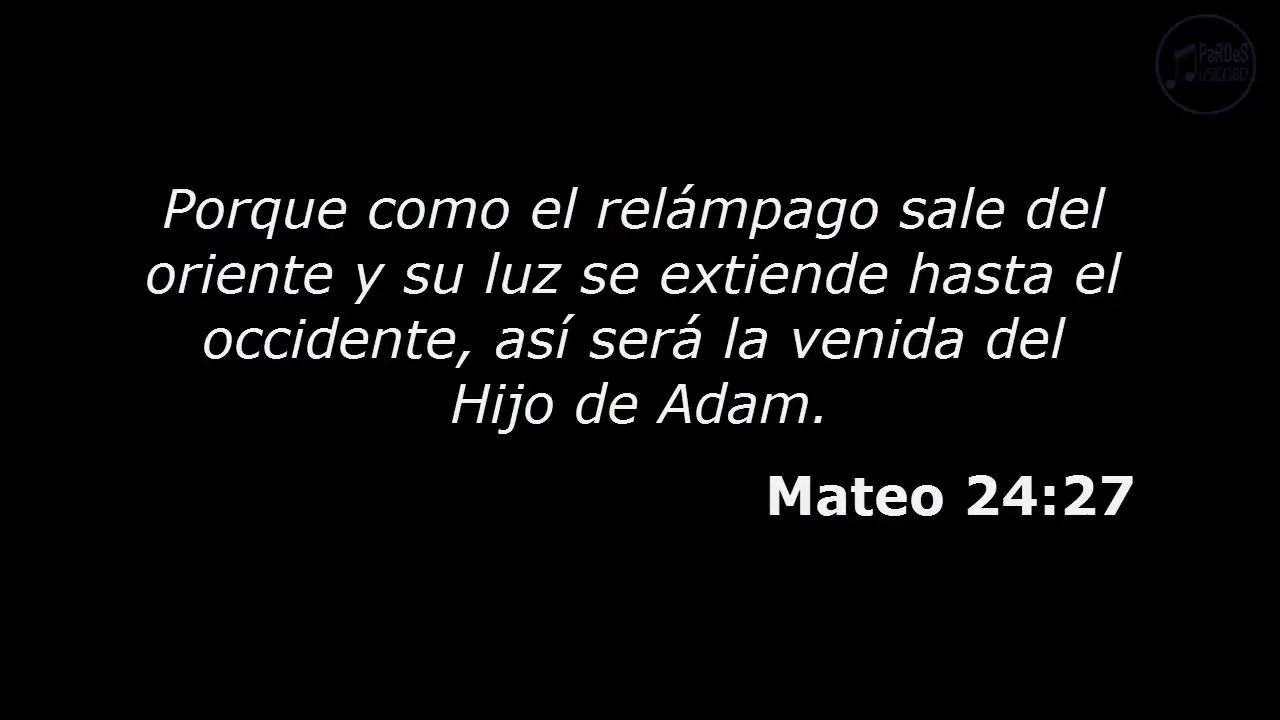 PaRDeS
Porque como el relámpago sale del
oriente y su luz se extiende hasta el
occidente, así será la venida del
Hijo de Adam.
Mateo 24:27